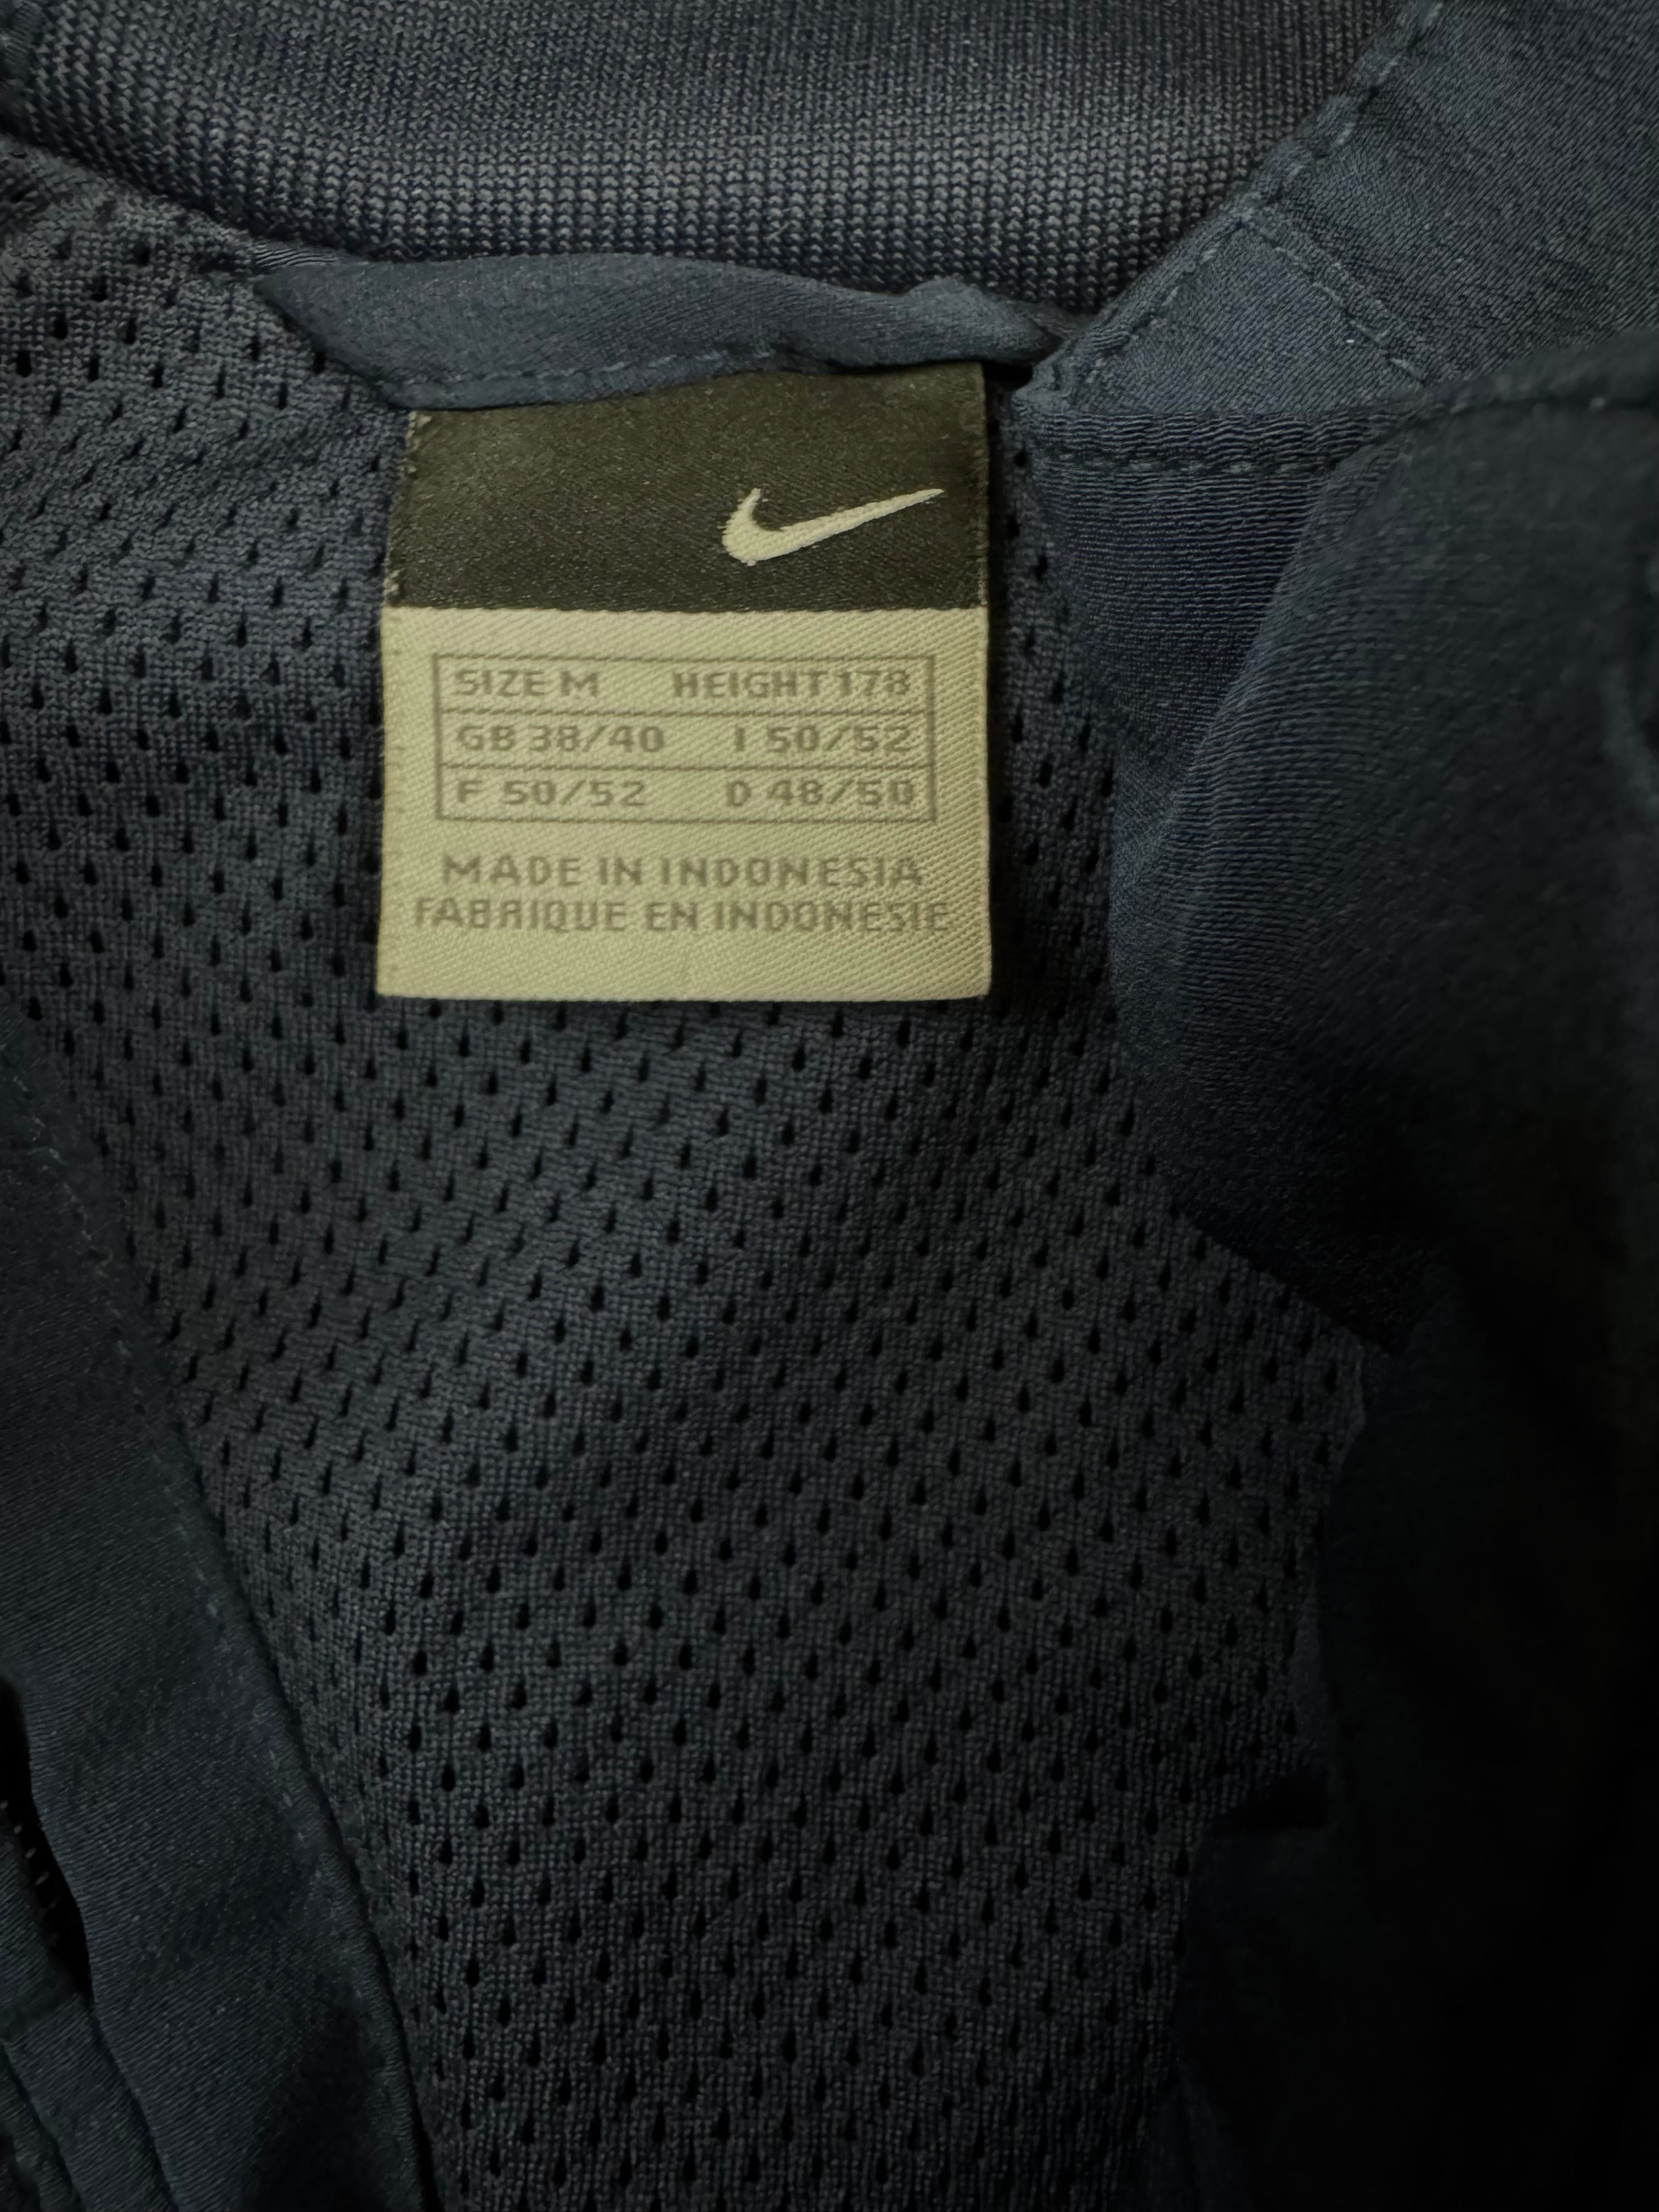 SIZE M HEIGHT 178
GB 38/40 I 50/52
F 50/52 D 48/50
MADE IN INDONESIA
FABRIQUE EN INDONESIE